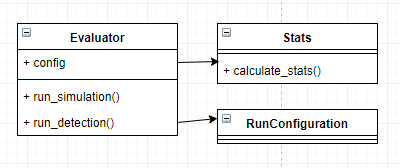 Evaluator
+ config
+ run_simulation()
+ run_detection()
Stats
+ calculate_stats()
RunConfiguration